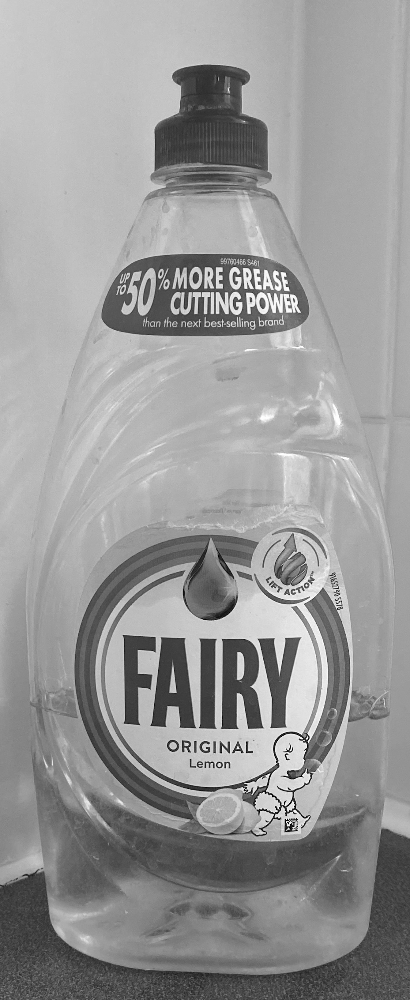 99760466 S461
UP TO 50% MORE GREASE
CUTTING POWER
than the next best-selling brand
LIFT ACTION™
91652790 S578
FAIRY
ORIGINAL
Lemon